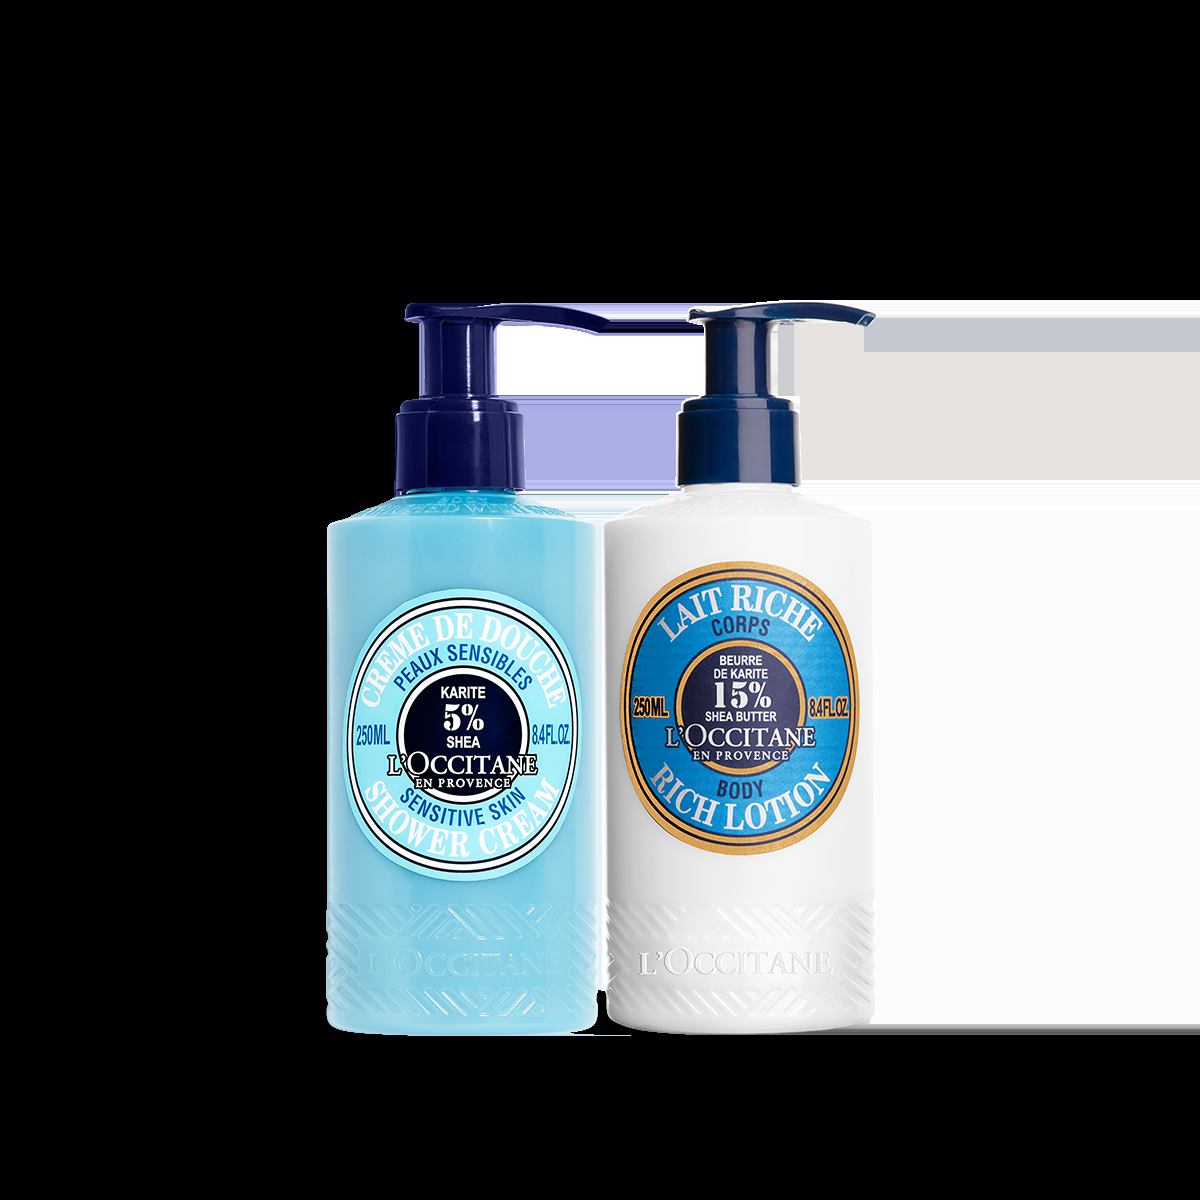 CRÈME DE DOUCHE
PEAUX SENSIBLES
KARITE
5%
SHEA
250ML
8.4FL.OZ
L'OCCITANE
EN PROVENCE
SENSITIVE SKIN
SHOWER CREAM
L'OCCITANE
LAIT RICHE
CORPS
BEURRE
DE KARITE
15%
SHEA BUTTER
250ML
8.4FL.OZ
L'OCCITANE
EN PROVENCE
BODY
RICH LOTION
L'OCCITANE